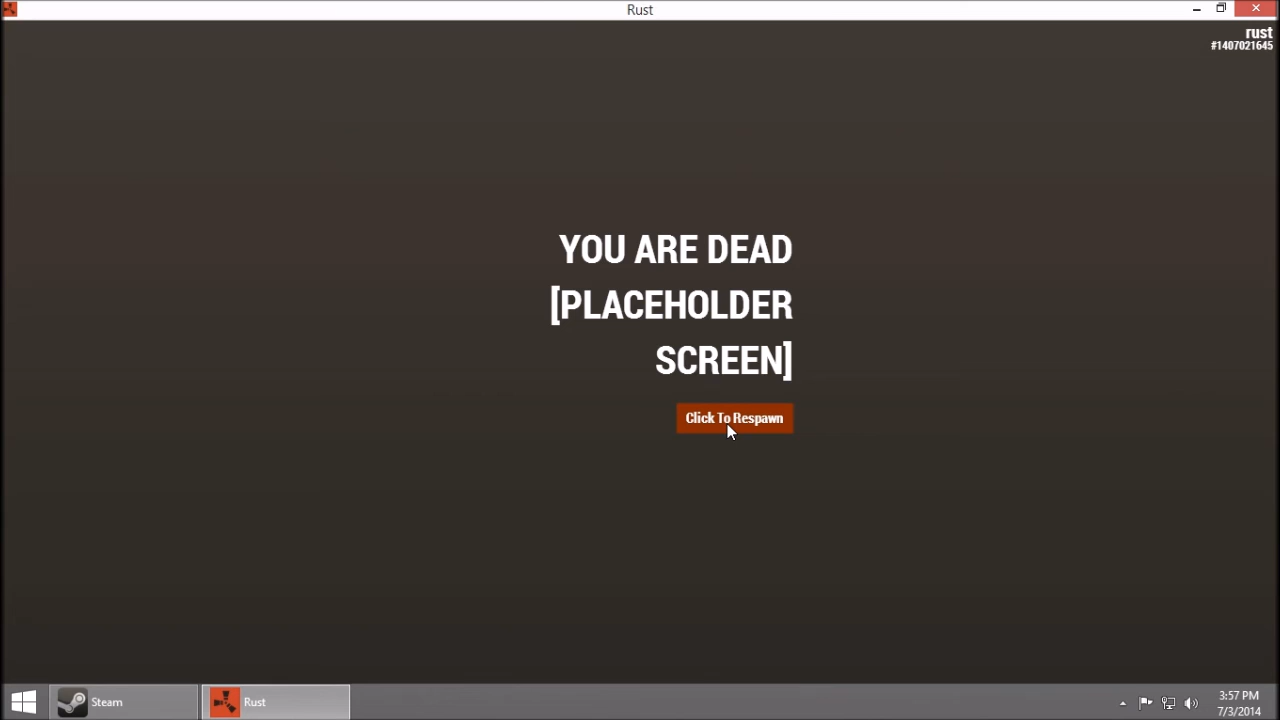 Rust
rust
#1407021645
YOU ARE DEAD
[PLACEHOLDER
SCREEN]
Click To Respawn
Steam
Rust
3:57 PM
7/3/2014